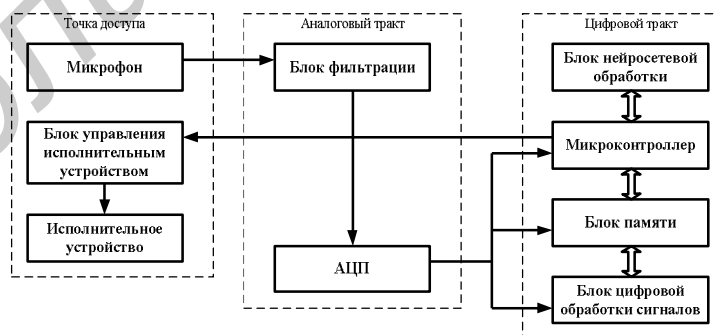 Точка доступа
Микрофон
Блок управления
исполнительным
устройством
Исполнительное
устройство
Аналоговый тракт
Блок фильтрации
АЦП
Цифровой тракт
Блок нейросетевой
обработки
Микроконтроллер
Блок памяти
Блок цифровой
обработки сигналов